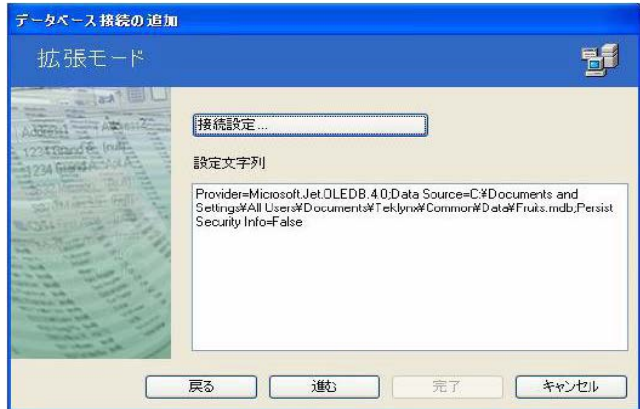 データベース接続の追加
拡張モード
接続設定...
設定文字列
Provider=Microsoft.Jet.OLEDB.4.0;Data Source=C:¥Documents and
Settings¥All Users¥Documents¥Teklynx¥Common¥Data¥Fruits.mdb;Persist
Security Info=False
戻る
進む
完了
キャンセル